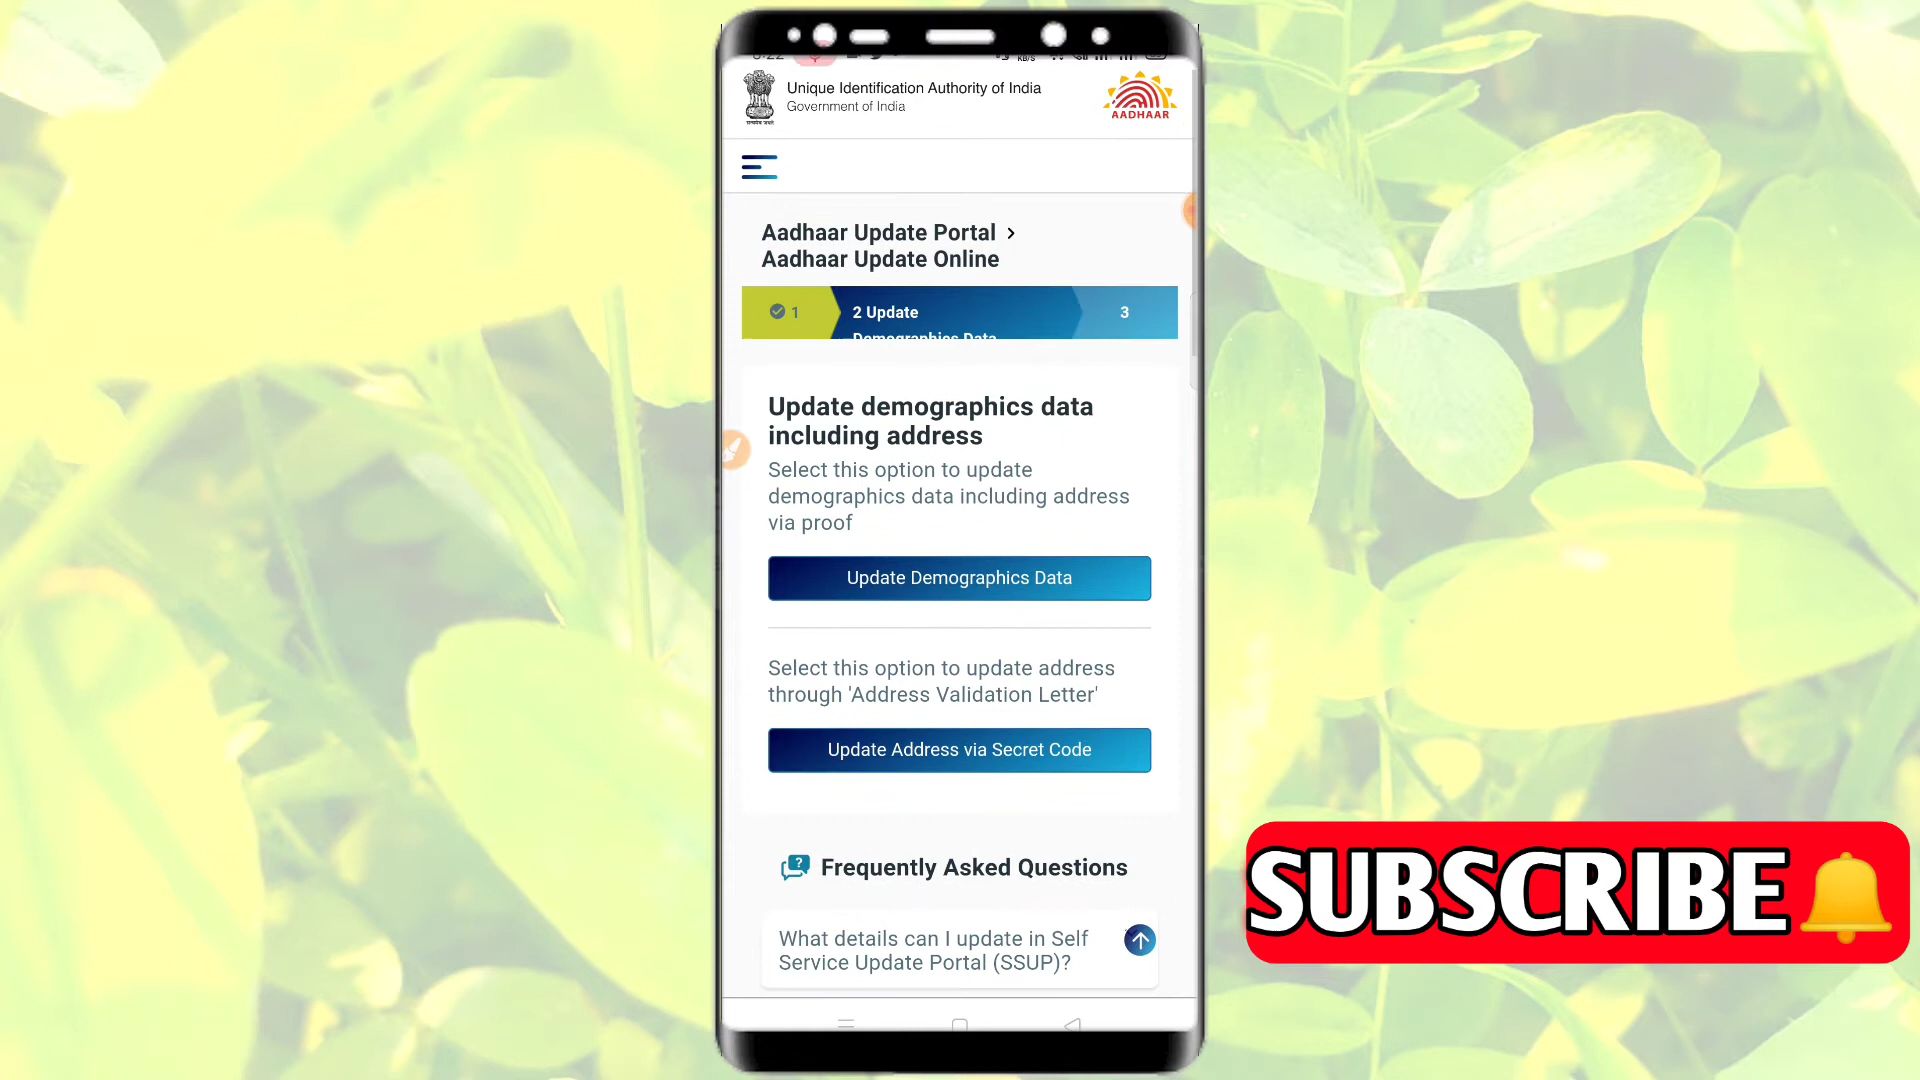 Unique Identification Authority of India
Government of India
AADHAAR
Aadhaar Update Portal ›
Aadhaar Update Online
1
2 Update
Demographics Data
3
Update demographics data
including address
Select this option to update
demographics data including address
via proof
Update Demographics Data
Select this option to update address
through 'Address Validation Letter'
Update Address via Secret Code
Frequently Asked Questions
What details can I update in Self
Service Update Portal (SSUP)?
SUBSCRIBE